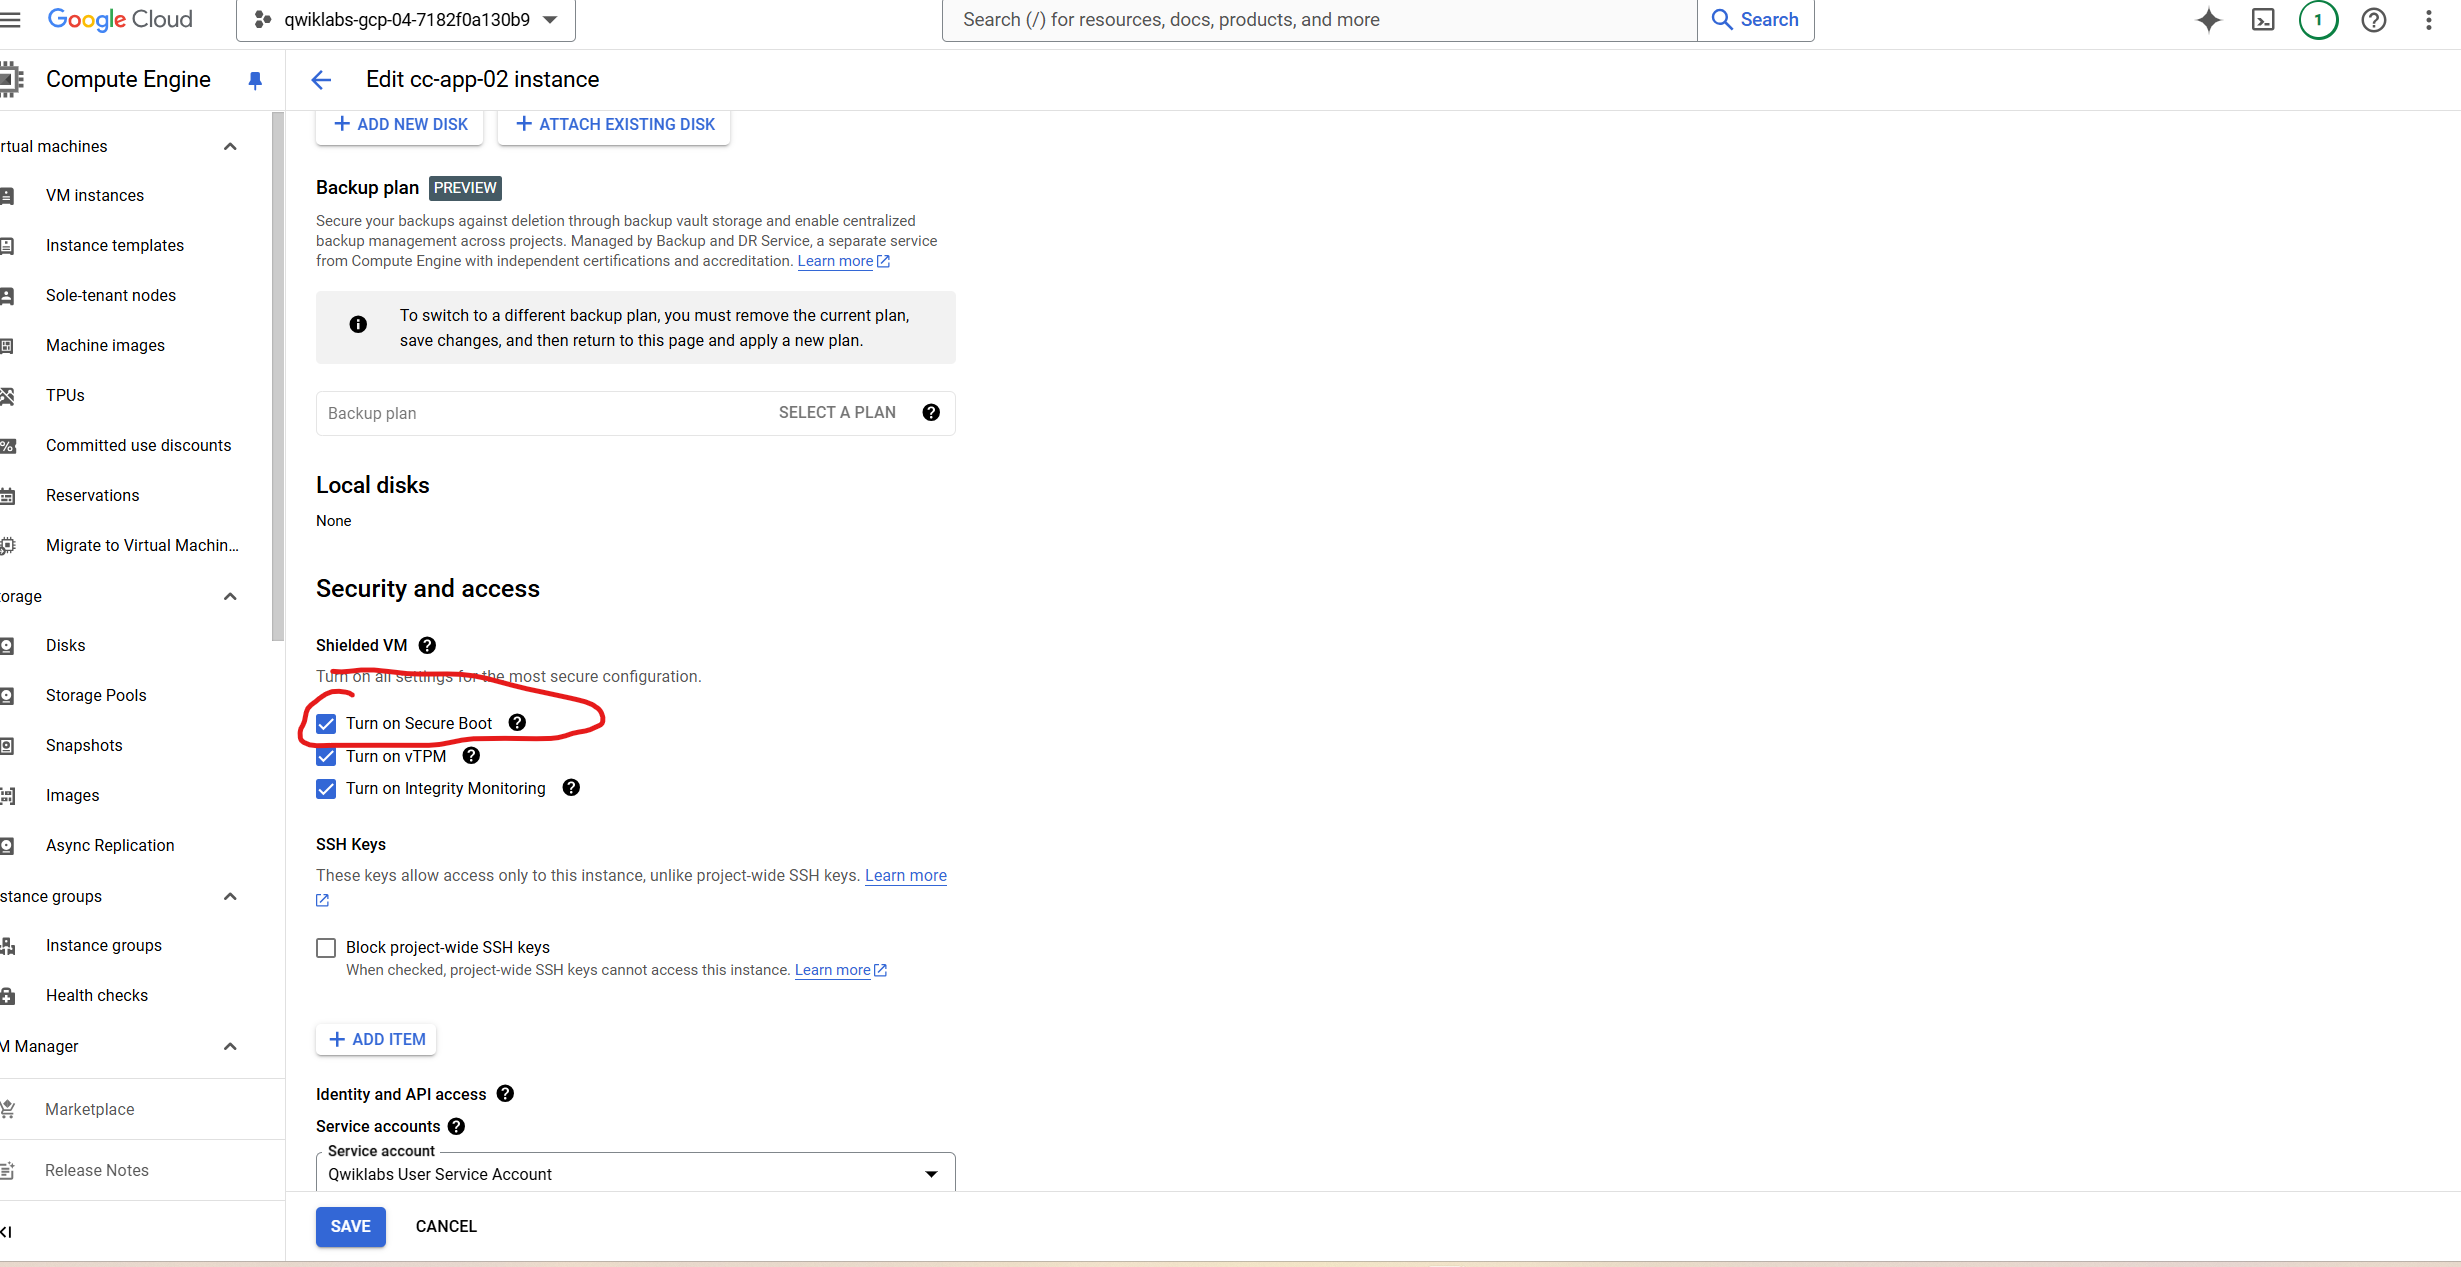 Google Cloud
qwiklabs-gcp-04-7182f0a130b9
Search (/) for resources, docs, products, and more
Search
1
Compute Engine
Edit cc-app-02 instance
rtual machines
VM instances
Instance templates
Sole-tenant nodes
Machine images
TPUs
Committed use discounts
Reservations
Migrate to Virtual Machin...
orage
Disks
Storage Pools
Snapshots
Images
Async Replication
stance groups
Instance groups
Health checks
M Manager
Marketplace
Release Notes
ADD NEW DISK
ATTACH EXISTING DISK
Backup plan PREVIEW
Secure your backups against deletion through backup vault storage and enable centralized
backup management across projects. Managed by Backup and DR Service, a separate service
from Compute Engine with independent certifications and accreditation. Learn more
To switch to a different backup plan, you must remove the current plan,
save changes, and then return to this page and apply a new plan.
Backup plan
SELECT A PLAN
Local disks
None
Security and access
Shielded VM
Turn on all settings for the most secure configuration.
Turn on Secure Boot
Turn on vTPM
Turn on Integrity Monitoring
SSH Keys
These keys allow access only to this instance, unlike project-wide SSH keys. Learn more
Block project-wide SSH keys
When checked, project-wide SSH keys cannot access this instance. Learn more
ADD ITEM
Identity and API access
Service accounts
Service account
Qwiklabs User Service Account
SAVE
CANCEL